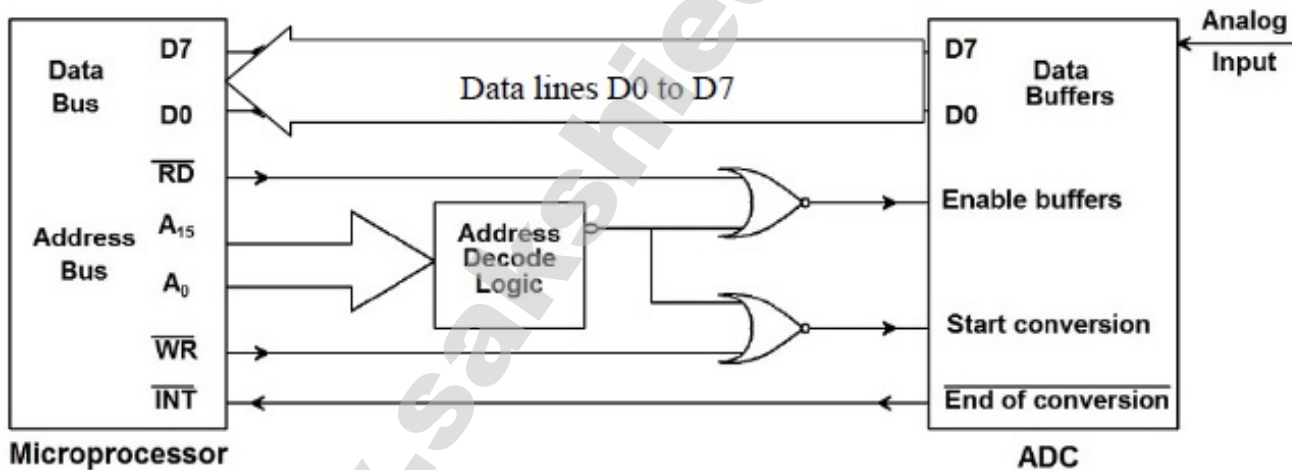 Data
Bus
D7
D0
RD
A15
Address
Bus
A0
WR
INT
Microprocessor
Data lines D0 to D7
Address
Decode
Logic
D7
Data
Buffers
D0
Enable buffers
Start conversion
End of conversion
ADC
Analog
Input
sakshie